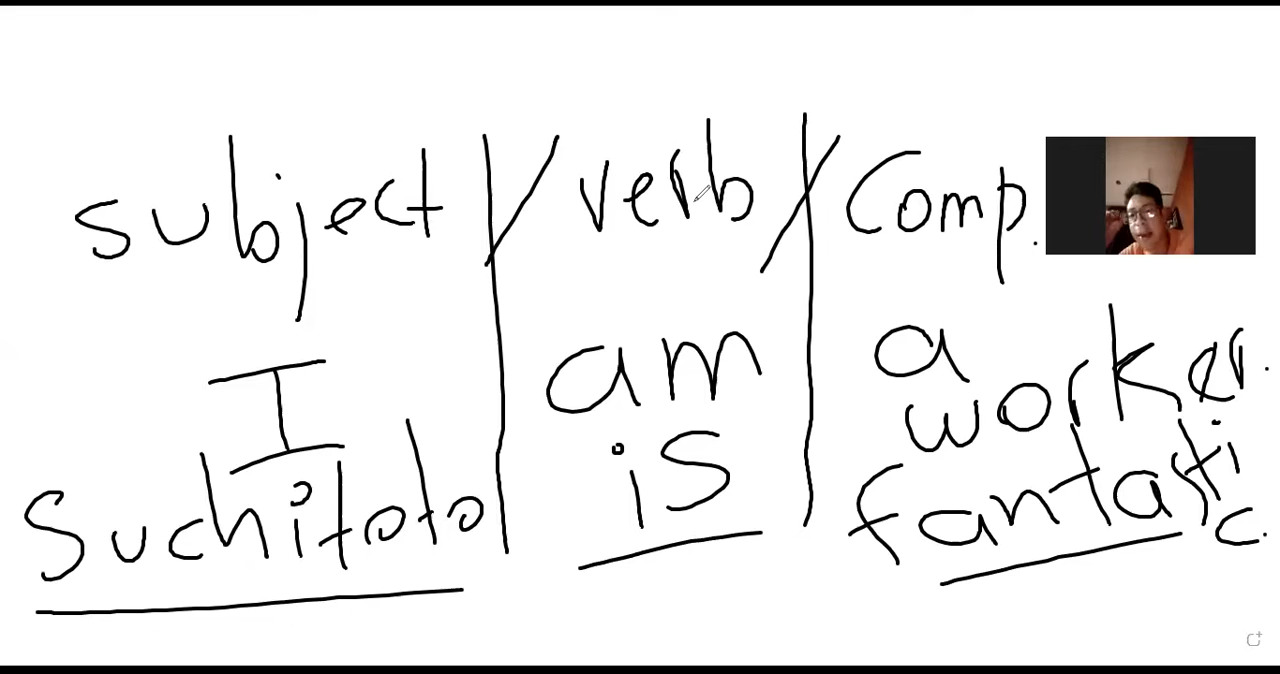 subject / verb / Comp.
I am a worker.
Suchitoto is fantastic.